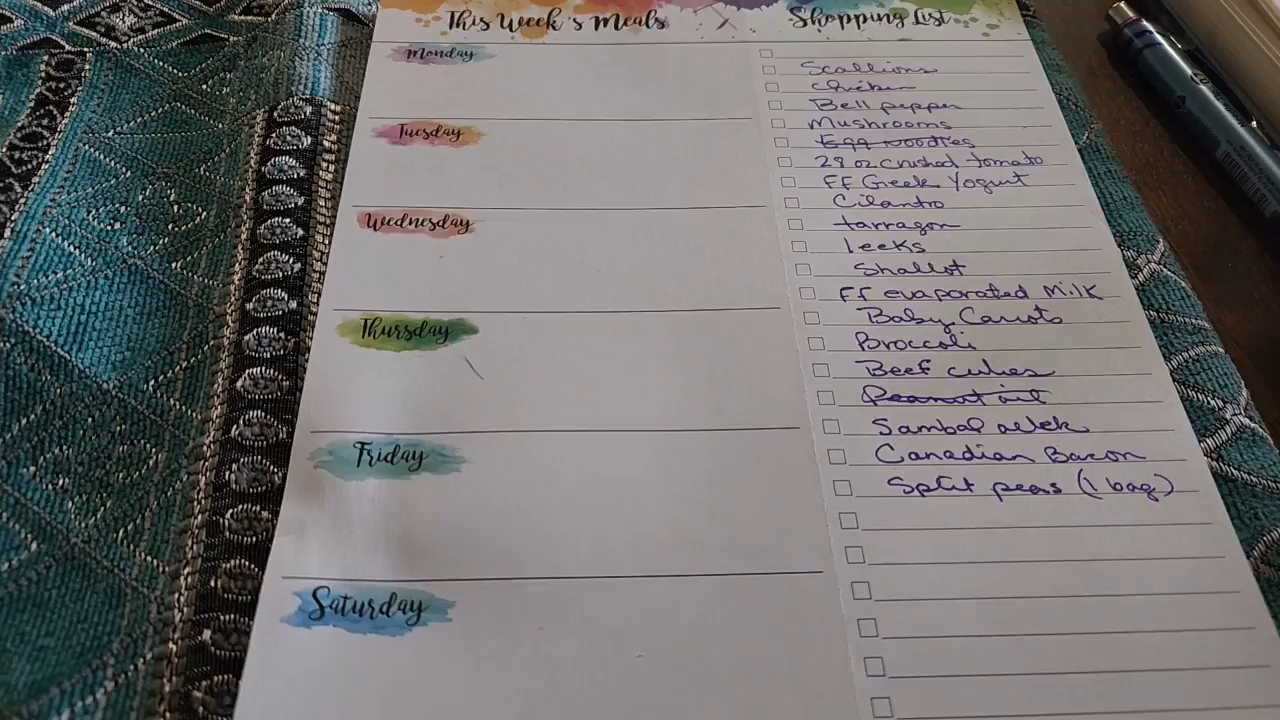 This Week's Meals
Monday
Tuesday
Wednesday
Thursday
Friday
Saturday
Shopping List
Scallions
Chicken
Bell pepper
Mushrooms
Egg noodles
28 oz crushed tomato
FF Greek Yogurt
Cilantro
tarragon
leeks
Shallot
FF evaporated Milk
Baby Carrots
Broccoli
Beef cubes
Peanut oil
Sambal oelek
Canadian Bacon
Split peas (1 bag)